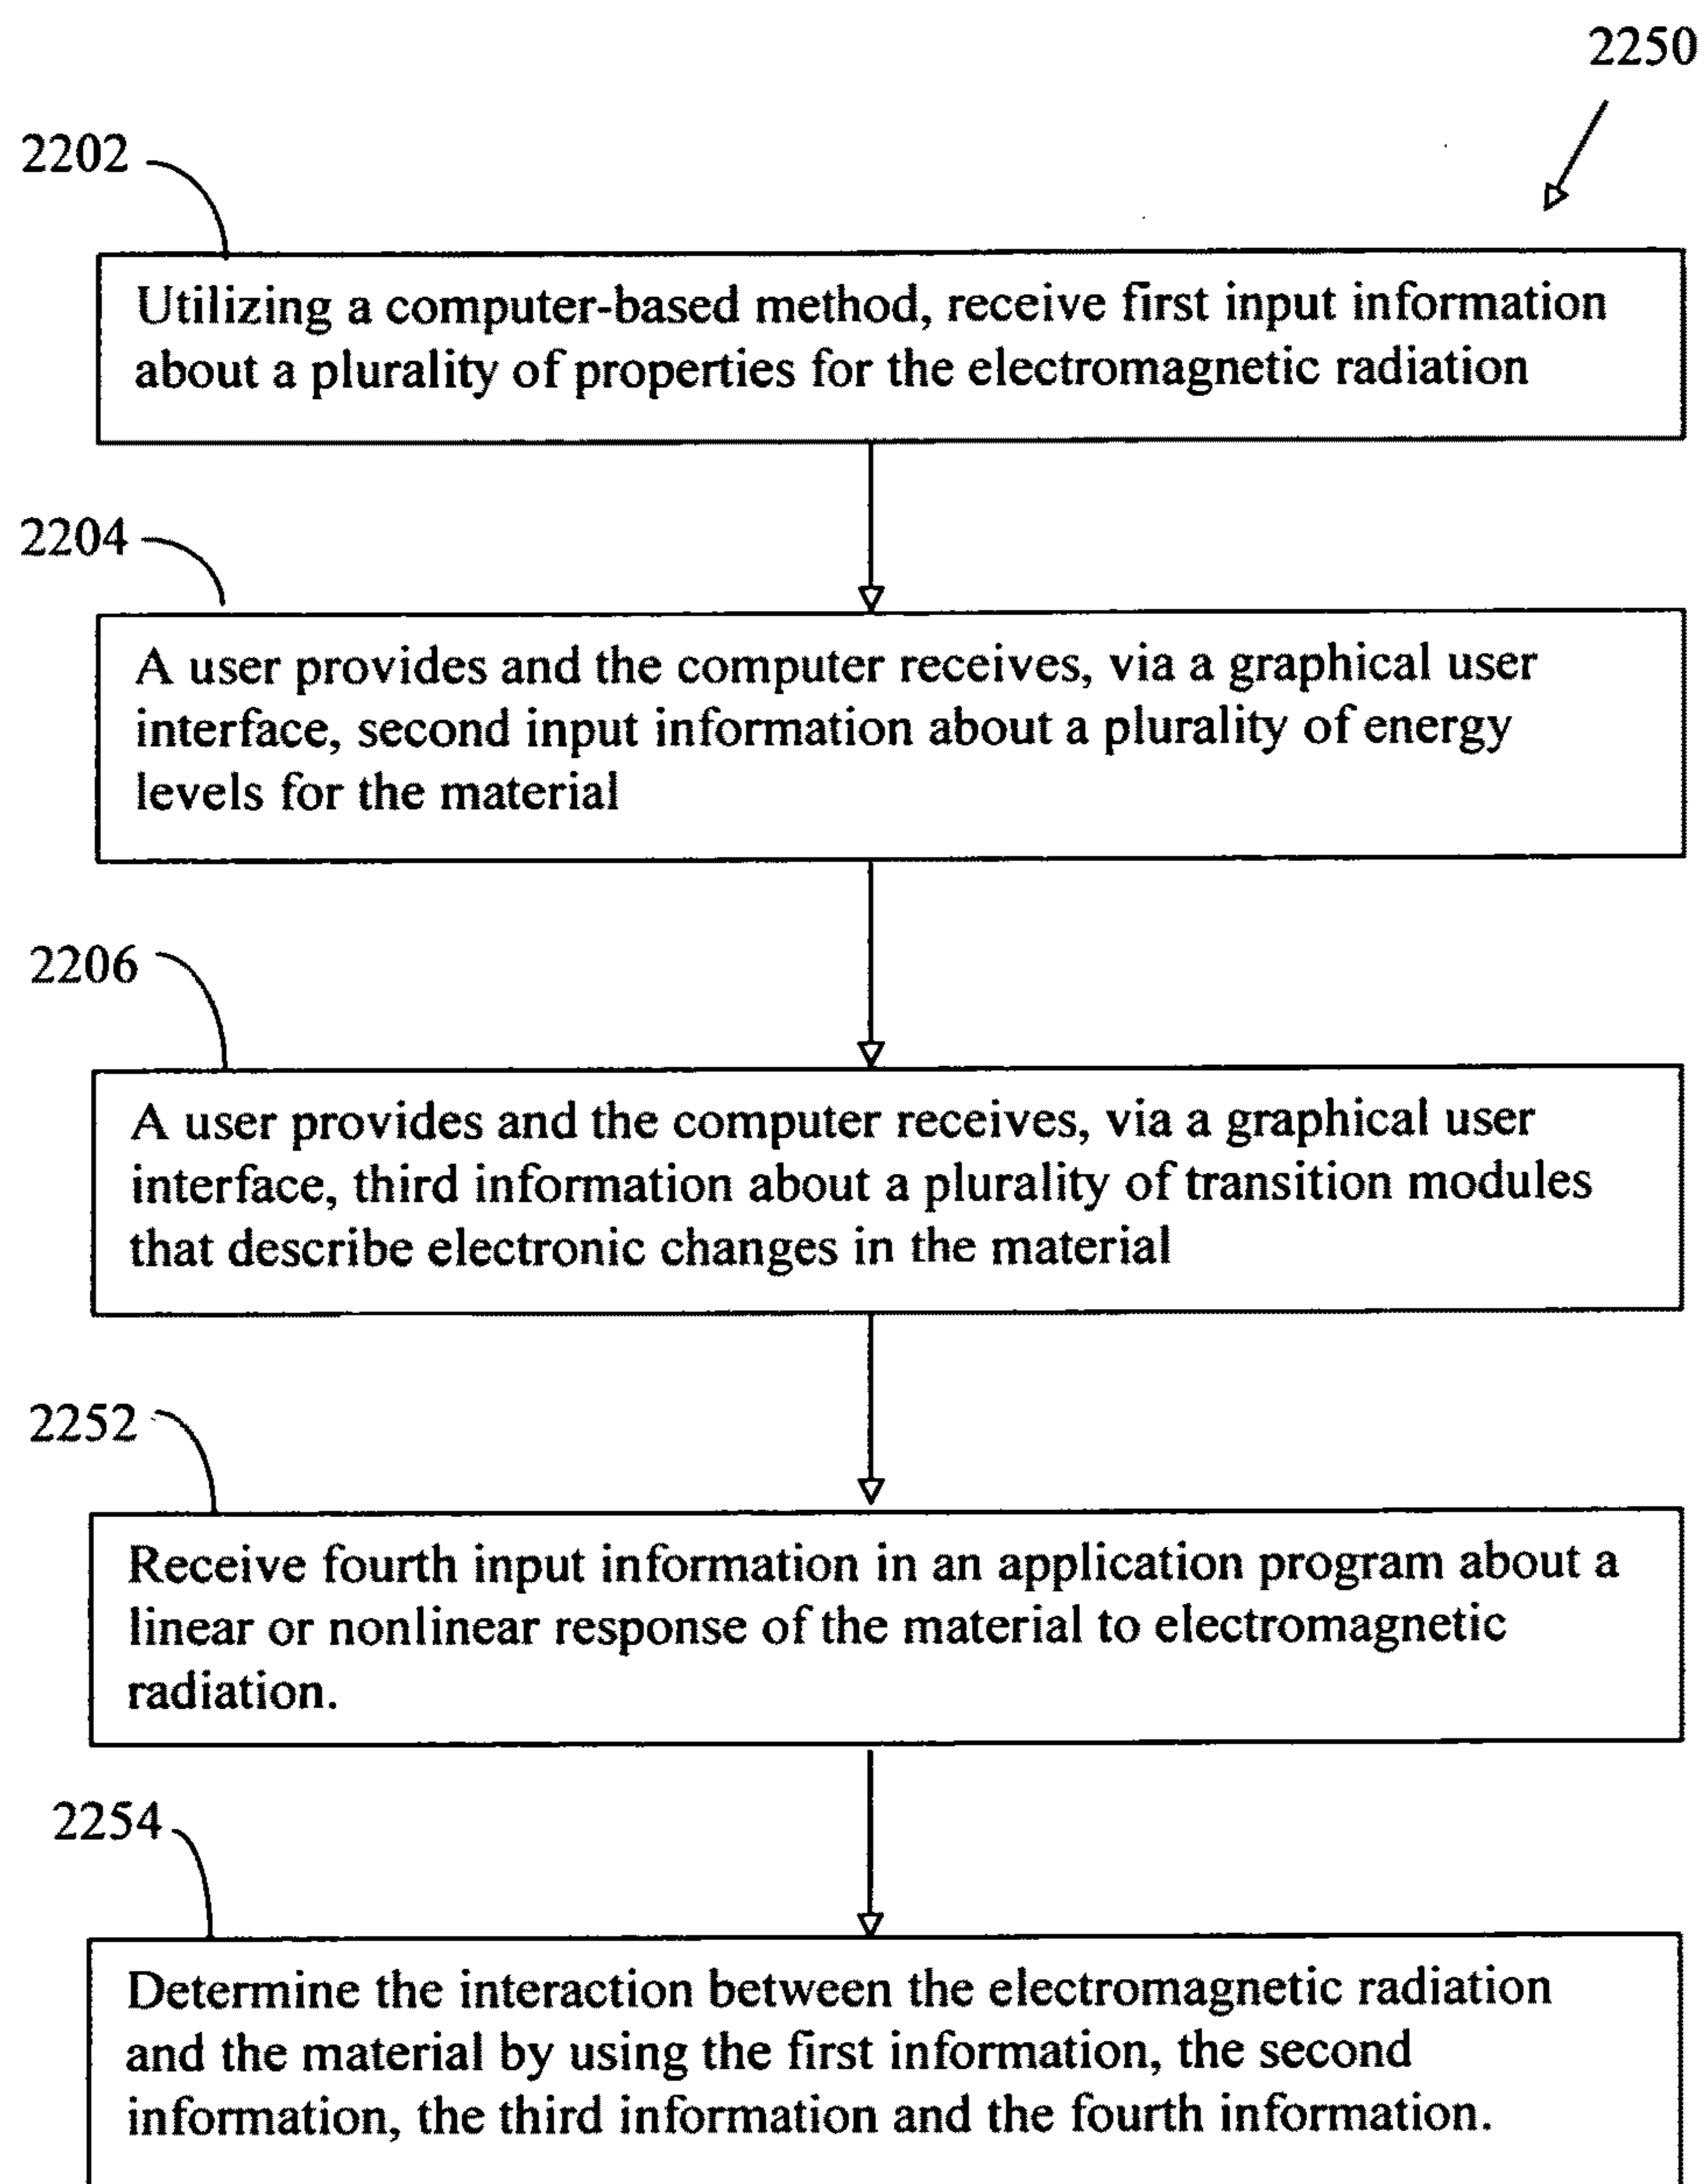 2250
2202
Utilizing a computer-based method, receive first input information
about a plurality of properties for the electromagnetic radiation
2204
A user provides and the computer receives, via a graphical user
interface, second input information about a plurality of energy
levels for the material
2206
A user provides and the computer receives, via a graphical user
interface, third information about a plurality of transition modules
that describe electronic changes in the material
2252
Receive fourth input information in an application program about a
linear or nonlinear response of the material to electromagnetic
radiation.
2254
Determine the interaction between the electromagnetic radiation
and the material by using the first information, the second
information, the third information and the fourth information.